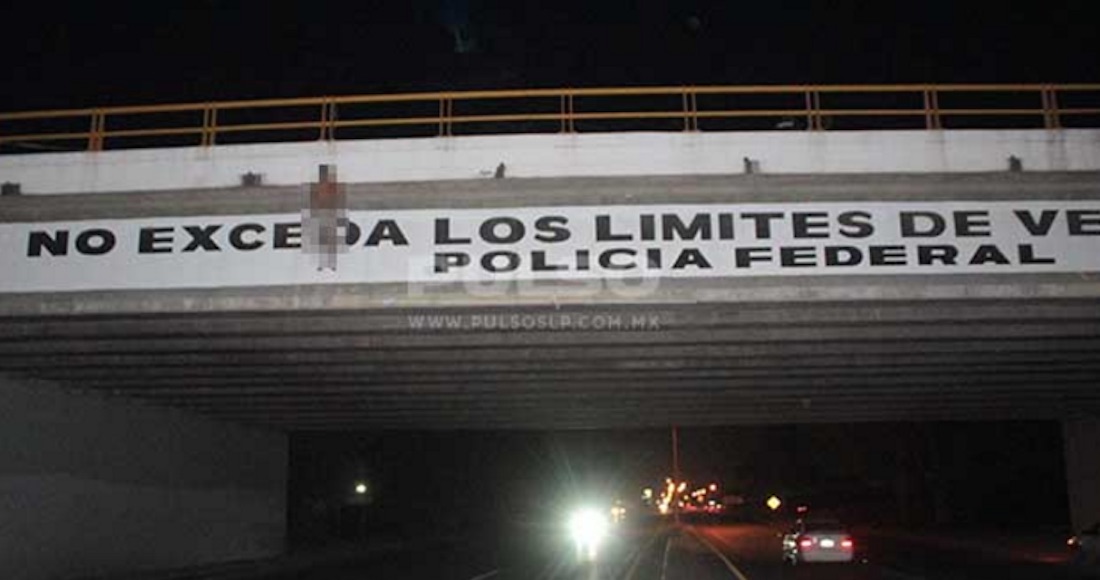 NO EXCEDA LOS LIMITES DE VE
POLICIA FEDERAL
PULSO
WWW.PULSOSLP.COM.MX